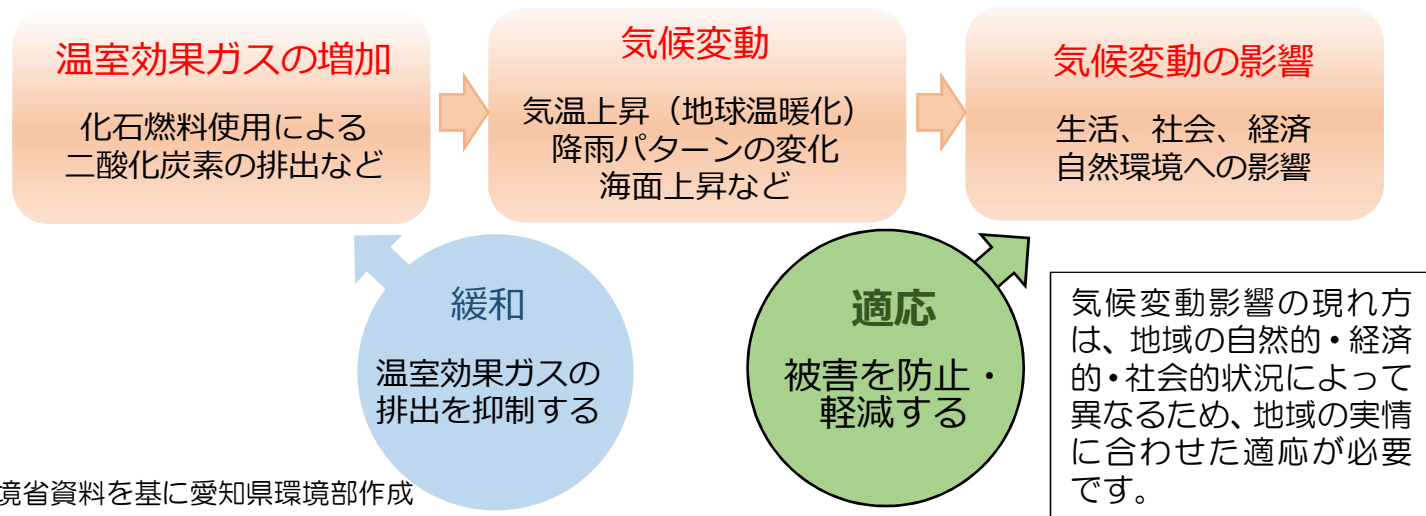 温室効果ガスの増加
化石燃料使用による
二酸化炭素の排出など
気候変動
気温上昇（地球温暖化）
降雨パターンの変化
海面上昇など
気候変動の影響
生活、社会、経済
自然環境への影響
緩和
温室効果ガスの
排出を抑制する
適応
被害を防止・
軽減する
気候変動影響の現れ方
は、地域の自然的・経済
的・社会的状況によって
異なるため、地域の実情
に合わせた適応が必要
です。
境省資料を基に愛知県環境部作成